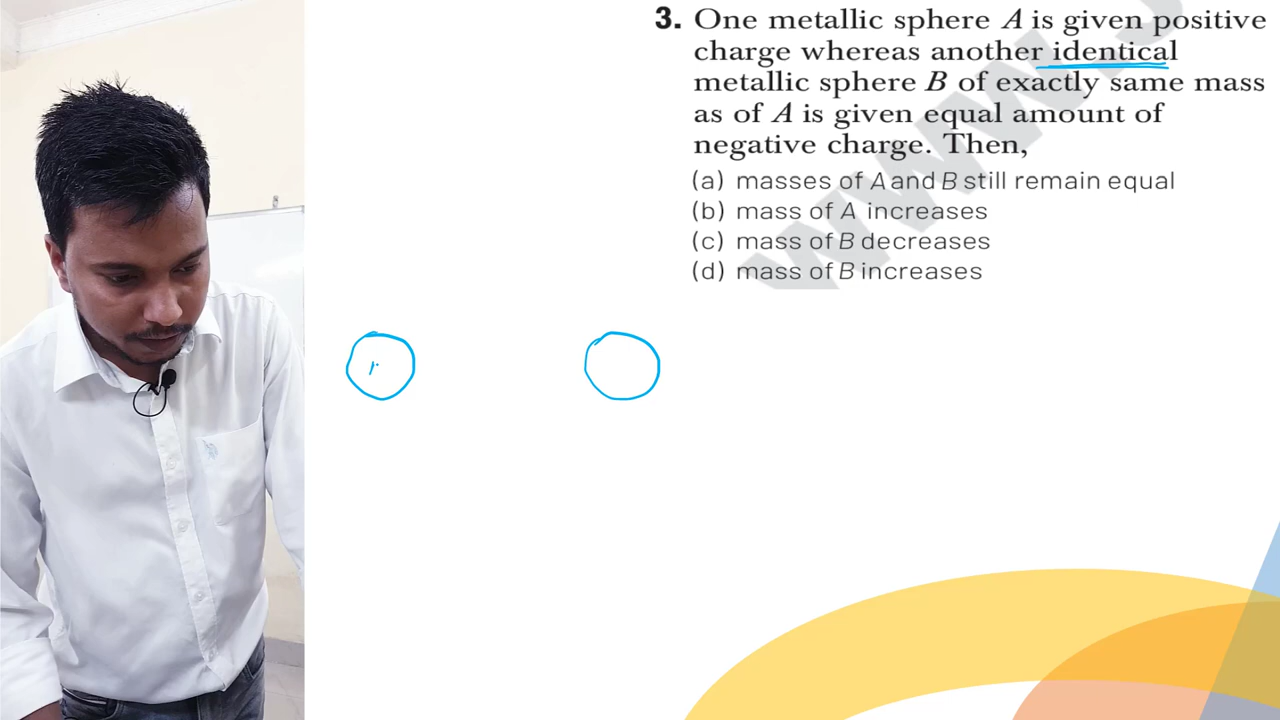 3. One metallic sphere A is given positive
charge whereas another identical
metallic sphere B of exactly same mass
as of A is given equal amount of
negative charge. Then,
(a) masses of A and B still remain equal
(b) mass of A increases
(c) mass of B decreases
(d) mass of B increases